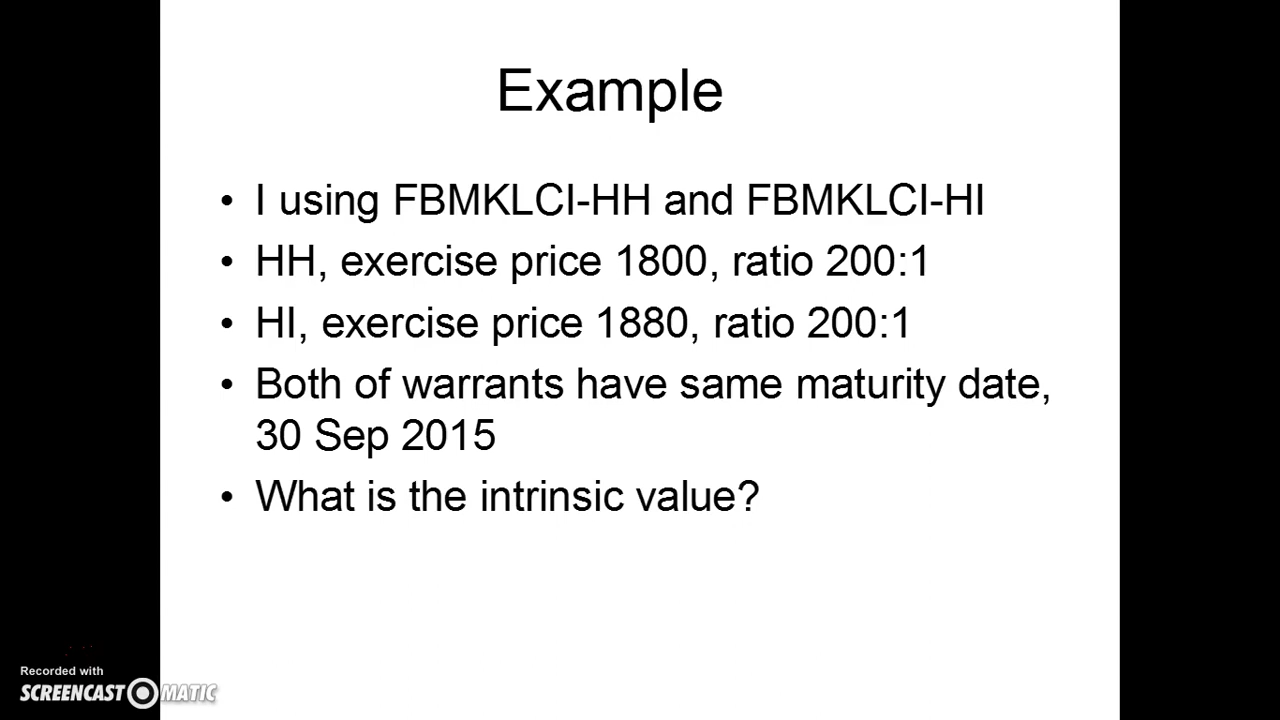 Example
• I using FBMKLCI-HH and FBMKLCI-HI
• HH, exercise price 1800, ratio 200:1
• HI, exercise price 1880, ratio 200:1
• Both of warrants have same maturity date,
30 Sep 2015
• What is the intrinsic value?
Recorded with
SCREENCAST MATIC